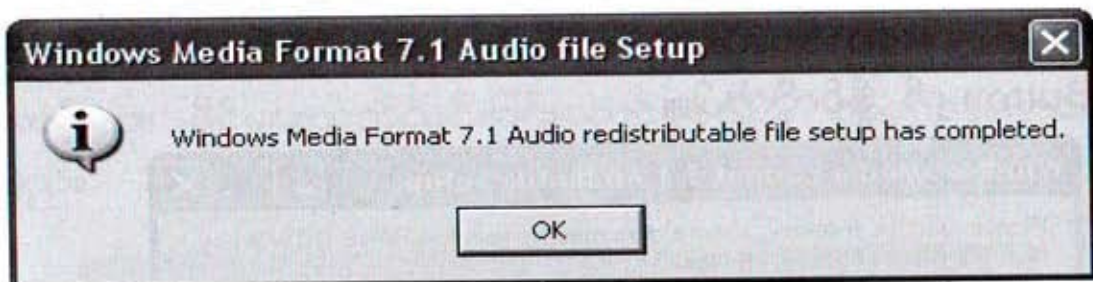 Windows Media Format 7.1 Audio file Setup
Windows Media Format 7.1 Audio redistributable file setup has completed.
OK